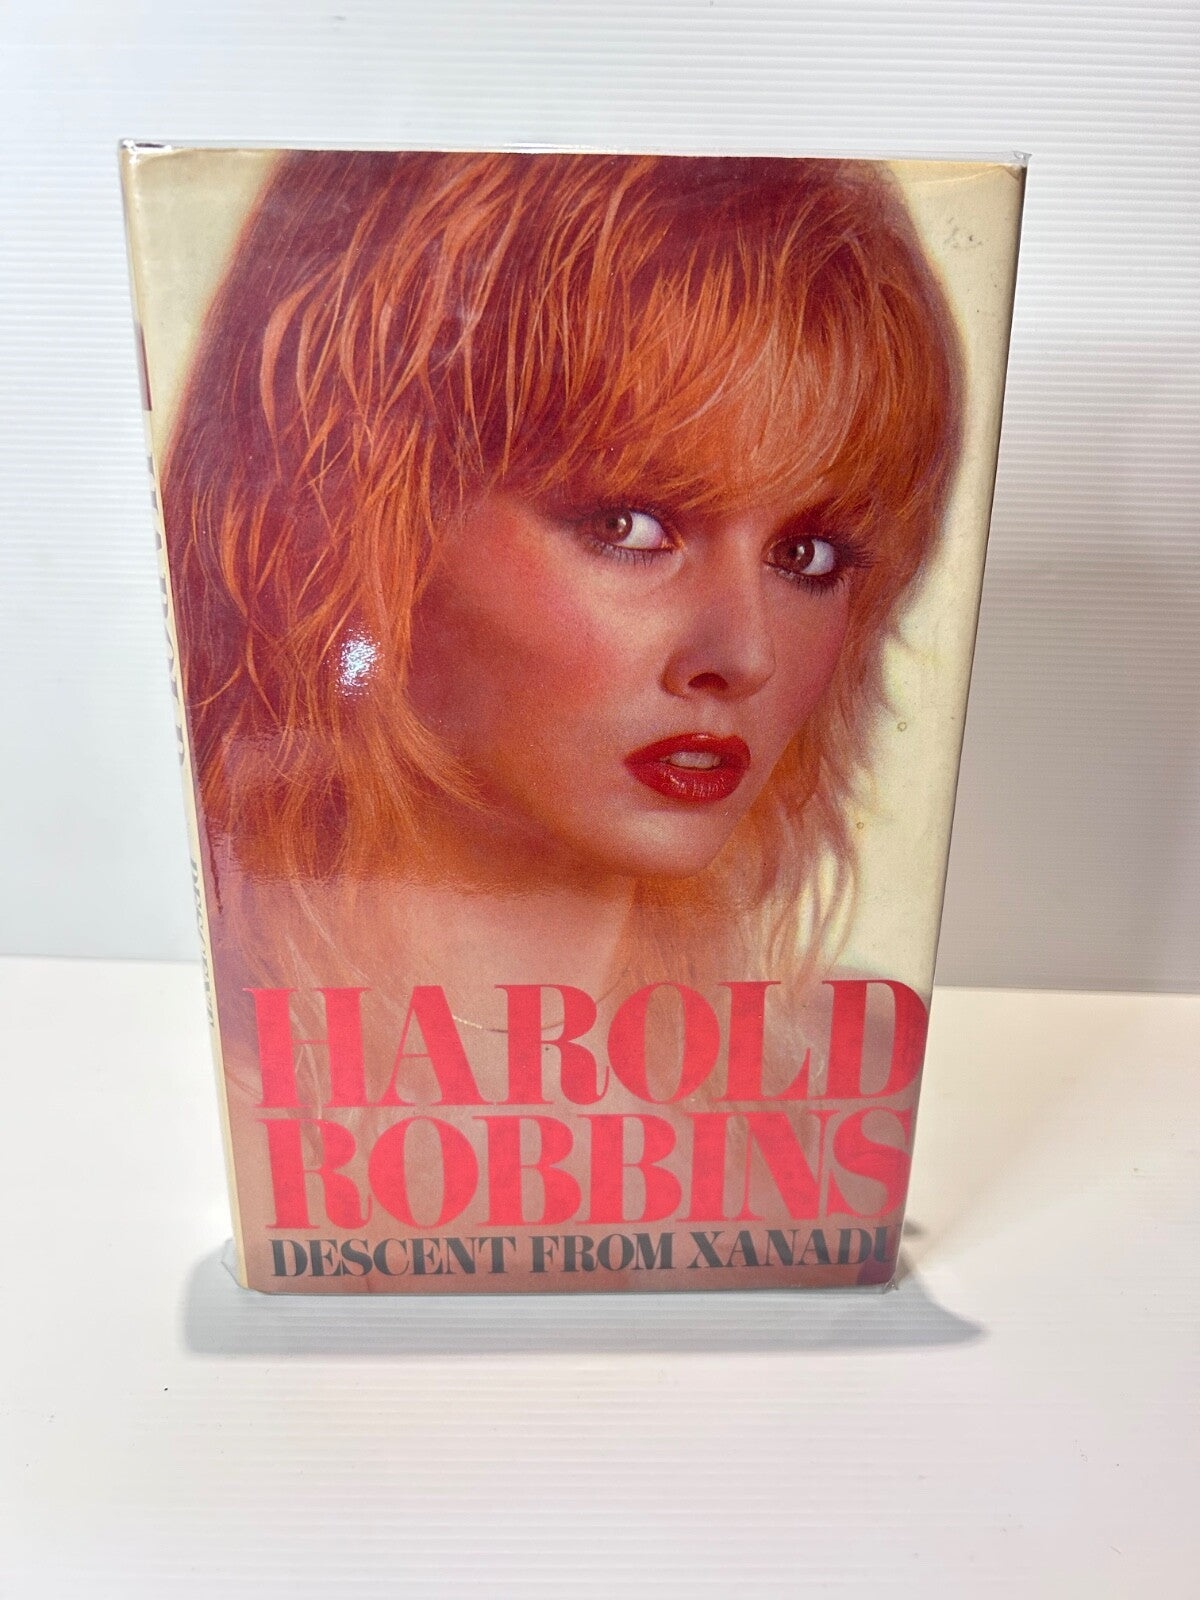 HAROLD
ROBBINS
DESCENT FROM XANADU